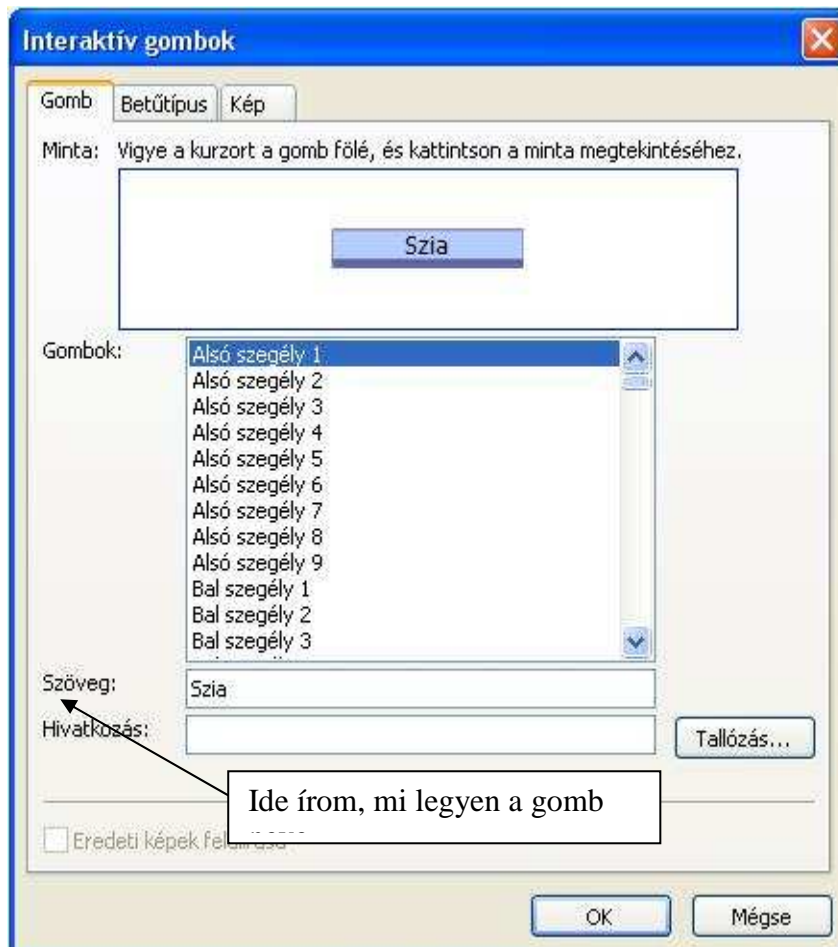 Interaktív gombok
Gomb Betűtípus Kép
Minta: Vigye a kurzort a gomb fölé, és kattintson a minta megtekintéséhez.
Szia
Gombok:
Alsó szegély 1
Alsó szegély 2
Alsó szegély 3
Alsó szegély 4
Alsó szegély 5
Alsó szegély 6
Alsó szegély 7
Alsó szegély 8
Alsó szegély 9
Bal szegély 1
Bal szegély 2
Bal szegély 3
Szöveg: Szia
Hivatkozás: Tallózás...
Ide írom, mi legyen a gomb
Eredeti képek
OK Mégse